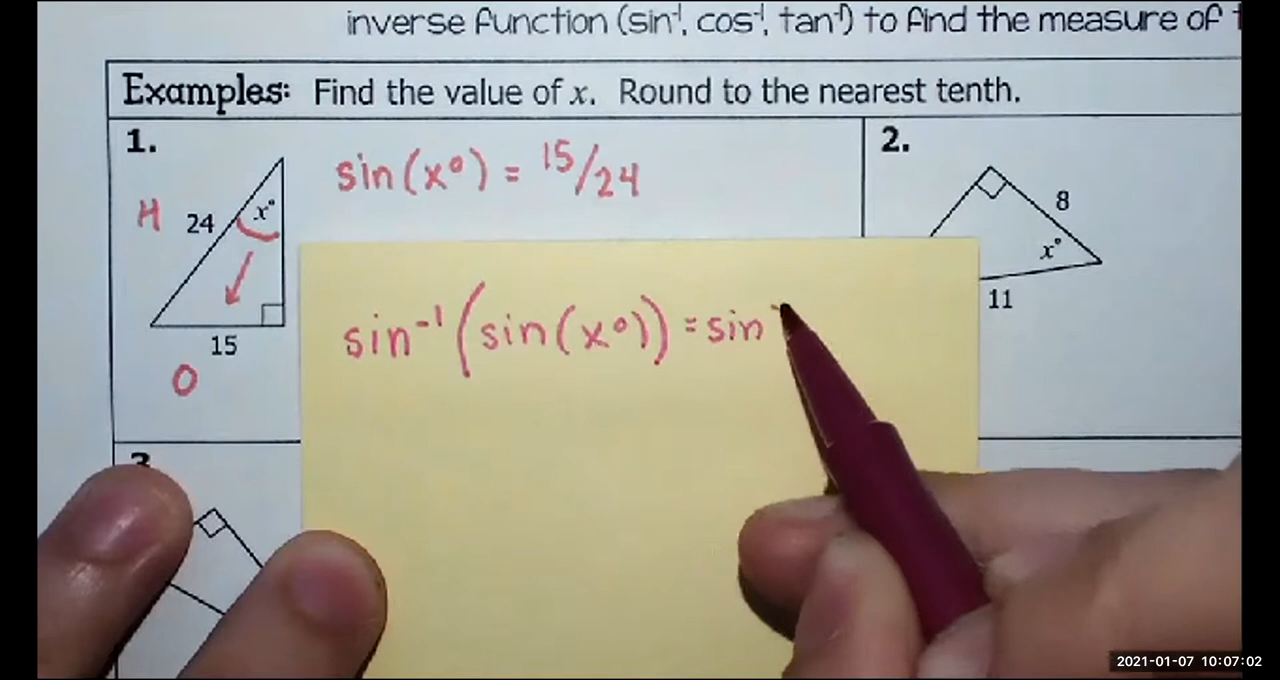 inverse function (sin⁻¹, cos⁻¹, tan⁻¹) to find the measure of
Examples: Find the value of x. Round to the nearest tenth.
1.
sin(x°) = 15/24
H 24 x°
15
O
2.
8
x°
11
sin⁻¹(sin(x°)) = sin
3.
2021-01-07 10:07:02